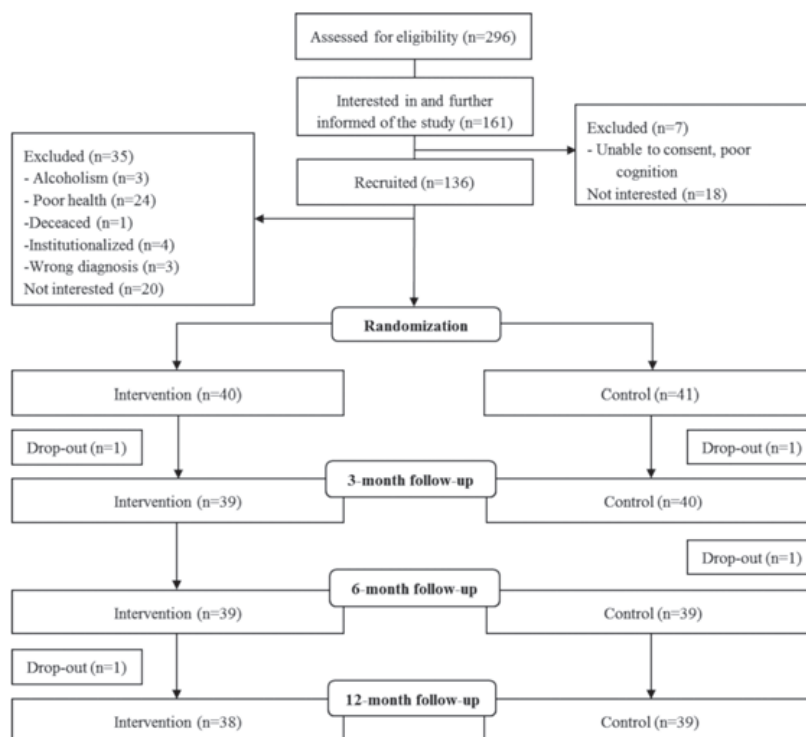 Assessed for eligibility (n=296)
Interested in and further
informed of the study (n=161)
Excluded (n=7)
- Unable to consent, poor
cognition
Not interested (n=18)
Recruited (n=136)
Excluded (n=35)
- Alcoholism (n=3)
- Poor health (n=24)
-Deceaced (n=1)
-Institutionalized (n=4)
-Wrong diagnosis (n=3)
Not interested (n=20)
Randomization
Intervention (n=40)
Control (n=41)
Drop-out (n=1)
Drop-out (n=1)
3-month follow-up
Intervention (n=39)
Control (n=40)
Drop-out (n=1)
6-month follow-up
Intervention (n=39)
Control (n=39)
Drop-out (n=1)
12-month follow-up
Intervention (n=38)
Control (n=39)